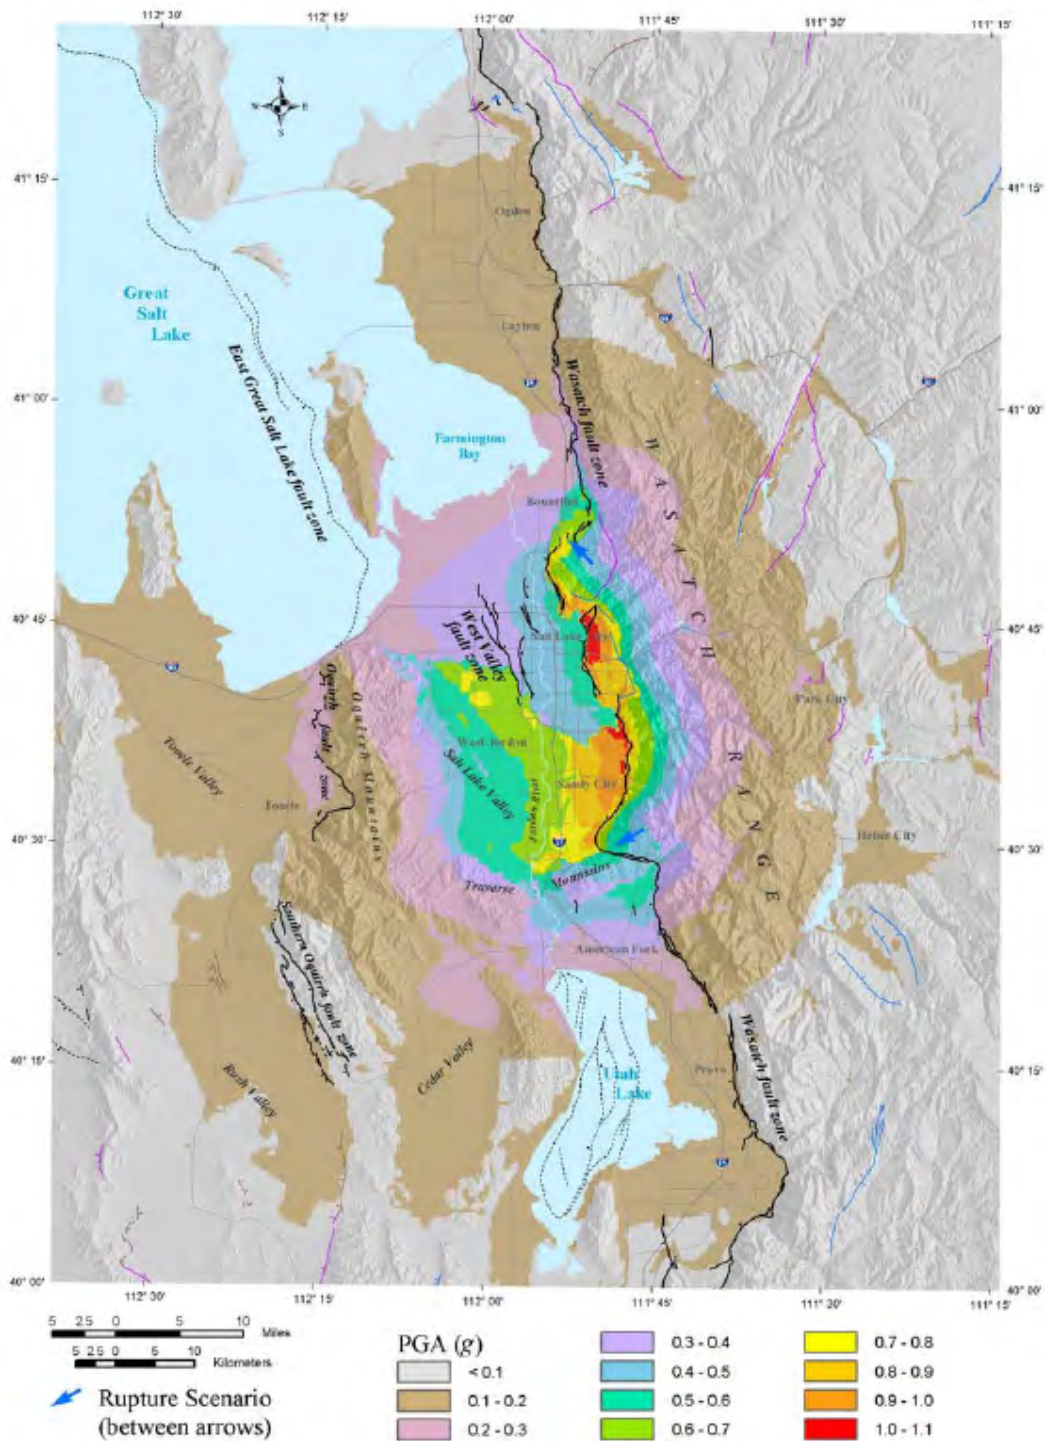 112° 30'
112° 15'
112° 00'
111° 45'
111° 30'
111° 15'
N
W E
S
41° 15'
41° 15'
Ogden
Great
Salt
Lake
Layton
East Great Salt Lake fault zone
Wasatch fault zone
41° 00'
41° 00'
Farmington
Bay
WASATCH
Bountiful
40° 45'
40° 45'
West Valley
fault zone
Salt Lake City
Oquirrh fault zone
Oquirrh Mountains
Park City
Tooele Valley
West Jordan
Salt Lake Valley
RANGE
Tooele
Jordan River
Sandy City
Heber City
40° 30'
40° 30'
Traverse Mountains
American Fork
Southern Oquirrh fault zone
40° 15'
40° 15'
Rush Valley
Cedar Valley
Utah
Lake
Provo
Wasatch fault zone
15
40° 00'
40° 00'
112° 30'
112° 15'
112° 00'
111° 45'
111° 30'
111° 15'
5 2.5 0 5 10 Miles
5 2.5 0 5 10 Kilometers
Rupture Scenario
(between arrows)
PGA (g)
< 0.1
0.1 - 0.2
0.2 - 0.3
0.3 - 0.4
0.4 - 0.5
0.5 - 0.6
0.6 - 0.7
0.7 - 0.8
0.8 - 0.9
0.9 - 1.0
1.0 - 1.1